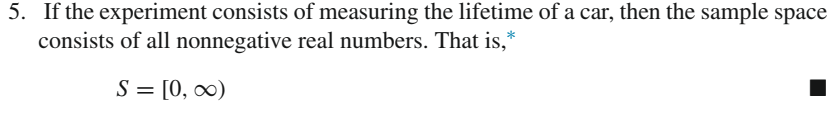 5. If the experiment consists of measuring the lifetime of a car, then the sample space
consists of all nonnegative real numbers. That is,*
S = [0, ∞)
■